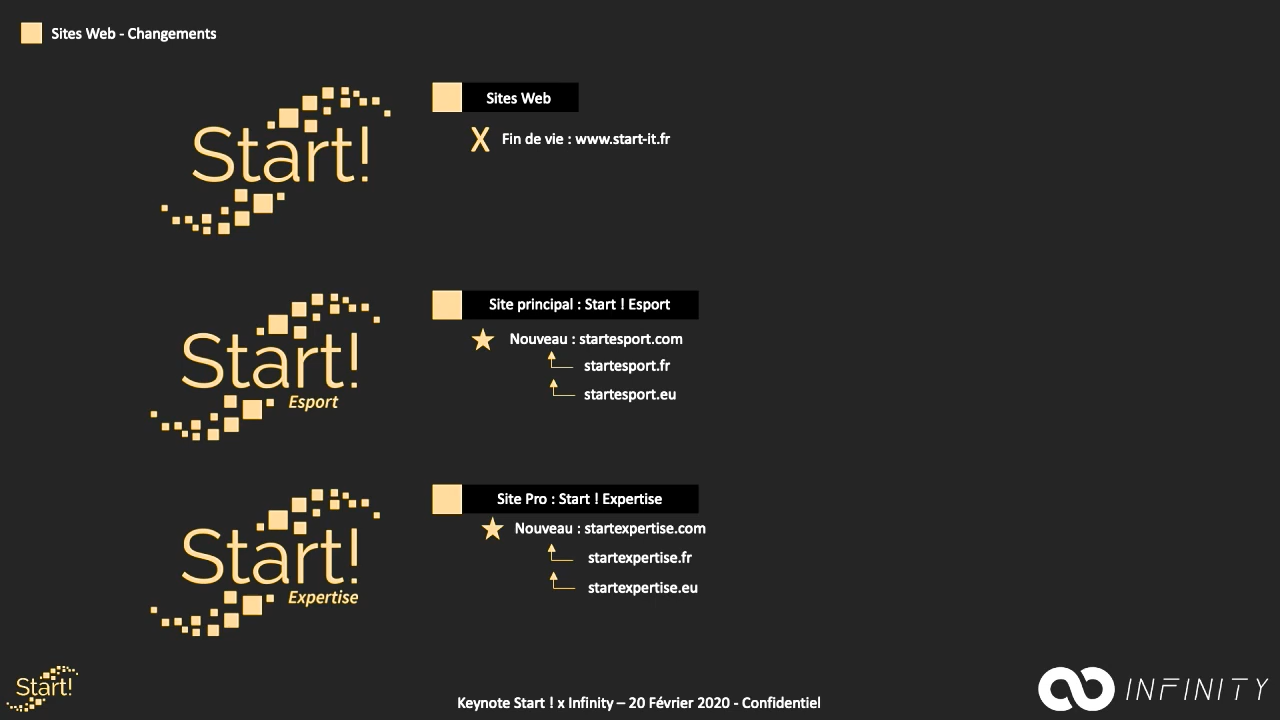 Sites Web - Changements
Start!
Sites Web
X Fin de vie : www.start-it.fr
Start!
Esport
Site principal : Start ! Esport
Nouveau : startesport.com
startesport.fr
startesport.eu
Start!
Expertise
Site Pro : Start ! Expertise
Nouveau : startexpertise.com
startexpertise.fr
startexpertise.eu
Start!
Keynote Start ! x Infinity – 20 Février 2020 - Confidentiel
INFINITY